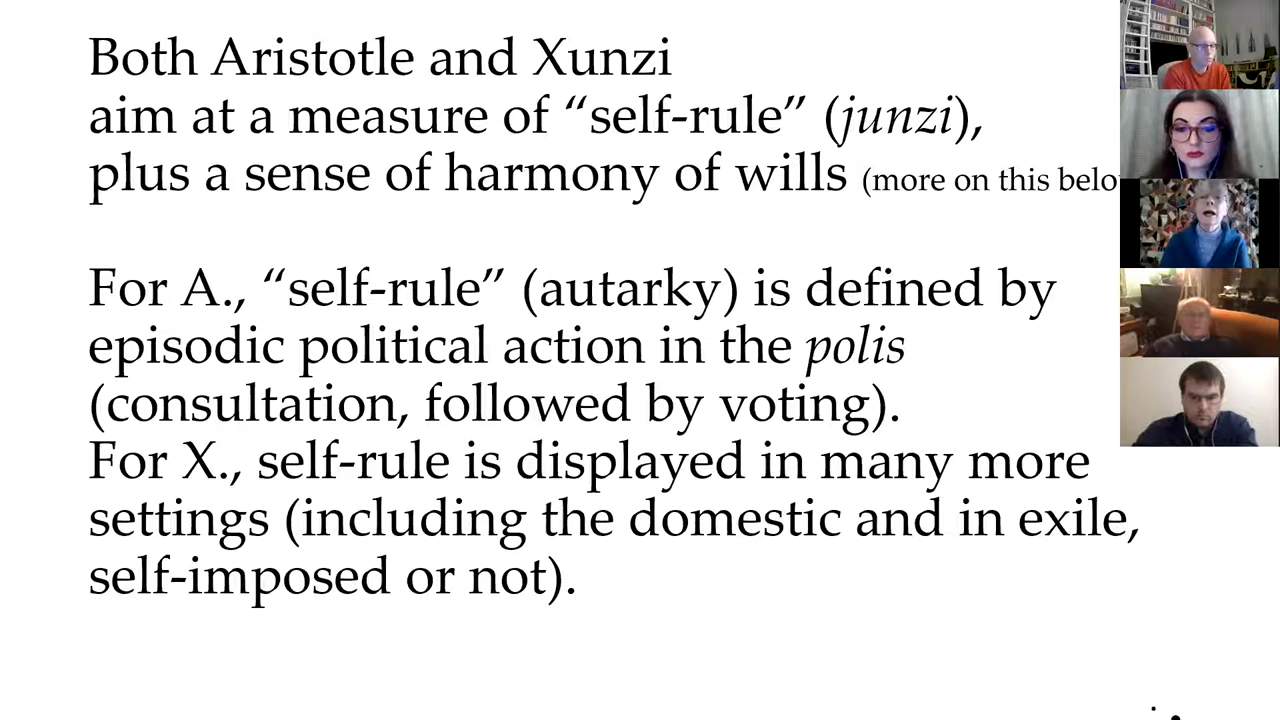 Both Aristotle and Xunzi
aim at a measure of “self-rule” (junzi),
plus a sense of harmony of wills (more on this belo
For A., “self-rule” (autarky) is defined by
episodic political action in the polis
(consultation, followed by voting).
For X., self-rule is displayed in many more
settings (including the domestic and in exile,
self-imposed or not).